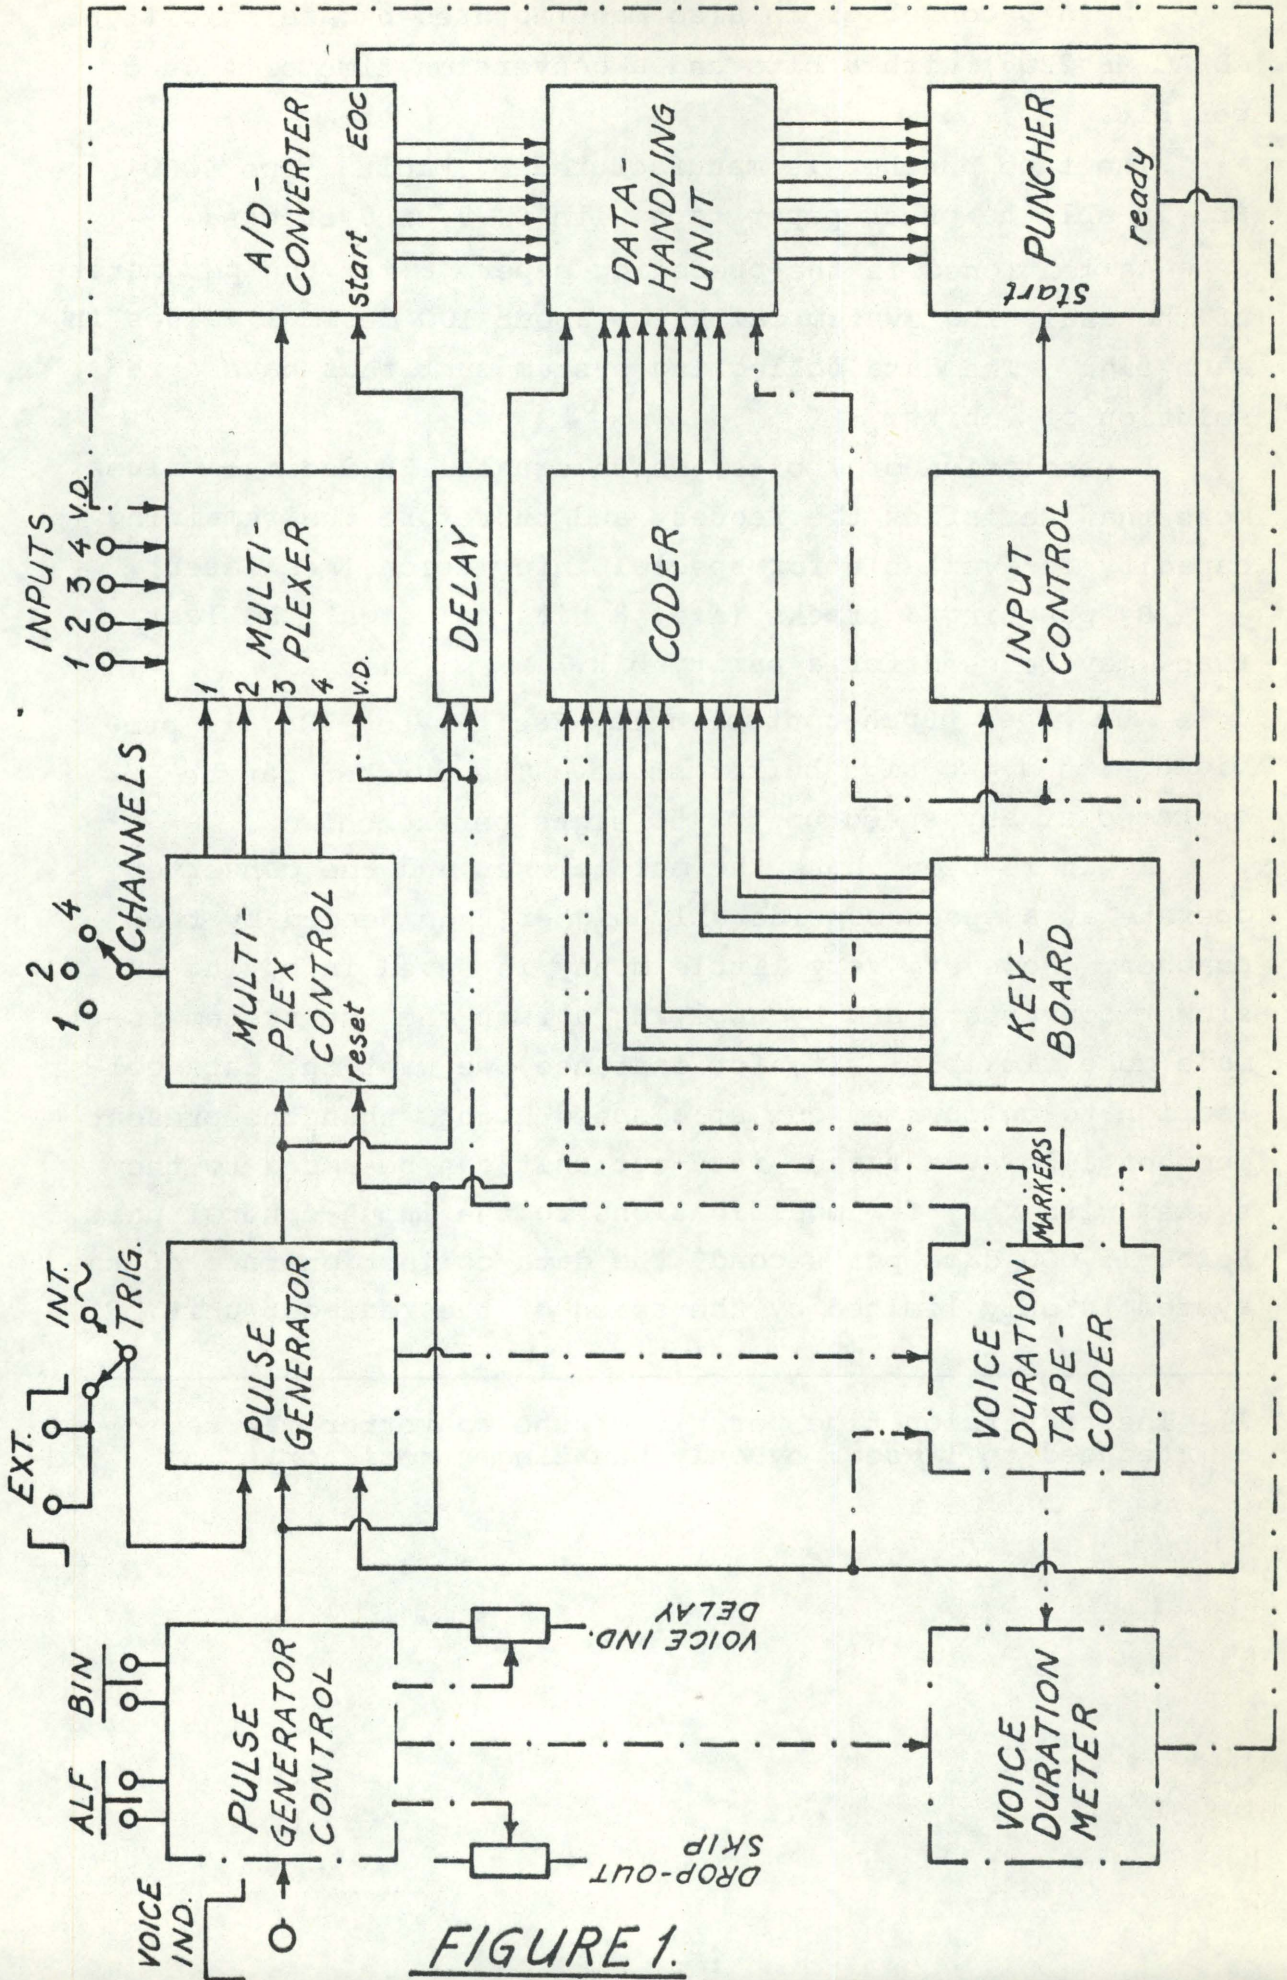 VOICE
IND.
ALF
BIN
EXT.
INT.
TRIG.
1 2 4
CHANNELS
INPUTS
1 2 3 4 V.D.
PULSE
GENERATOR
CONTROL
PULSE
GENERATOR
MULTI-
PLEX
CONTROL
reset
1
2
3
4
V.D.
MULTI-
PLEXER
A/D-
CONVERTER
start EOC
DELAY
DROP-OUT
SKIP
VOICE IND.
DELAY
CODER
DATA-
HANDLING
UNIT
VOICE
DURATION
METER
VOICE
DURATION
TAPE-
CODER
MARKERS
KEY-
BOARD
INPUT
CONTROL
start
PUNCHER
ready
FIGURE 1.